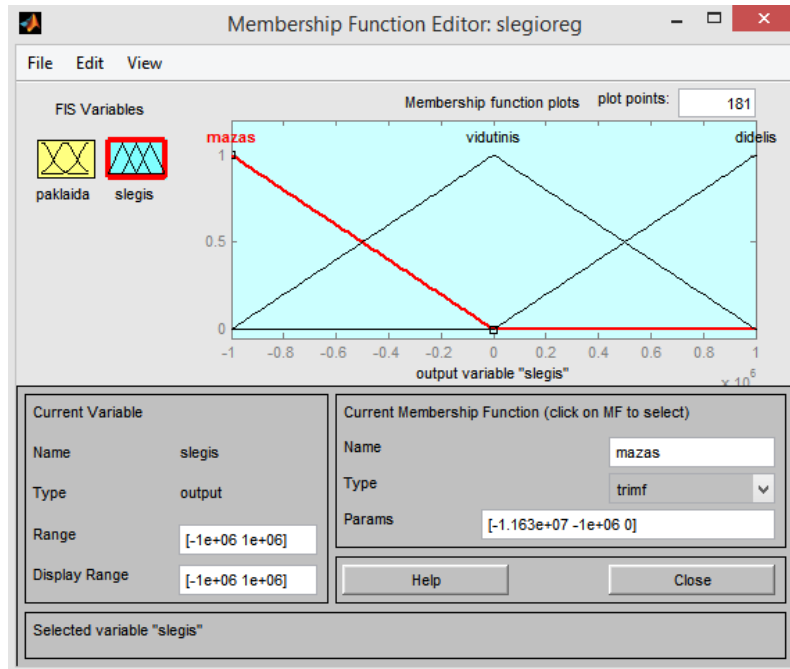 Membership Function Editor: slegioreg
File Edit View
FIS Variables
Membership function plots plot points: 181
paklaida slegis
mazas vidutinis didelis
1
0.5
0
-1 -0.8 -0.6 -0.4 -0.2 0 0.2 0.4 0.6 0.8 1
output variable "slegis"
x 10^6
Current Variable
Name slegis
Type output
Range [-1e+06 1e+06]
Display Range [-1e+06 1e+06]
Current Membership Function (click on MF to select)
Name mazas
Type trimf
Params [-1.163e+07 -1e+06 0]
Help Close
Selected variable "slegis"